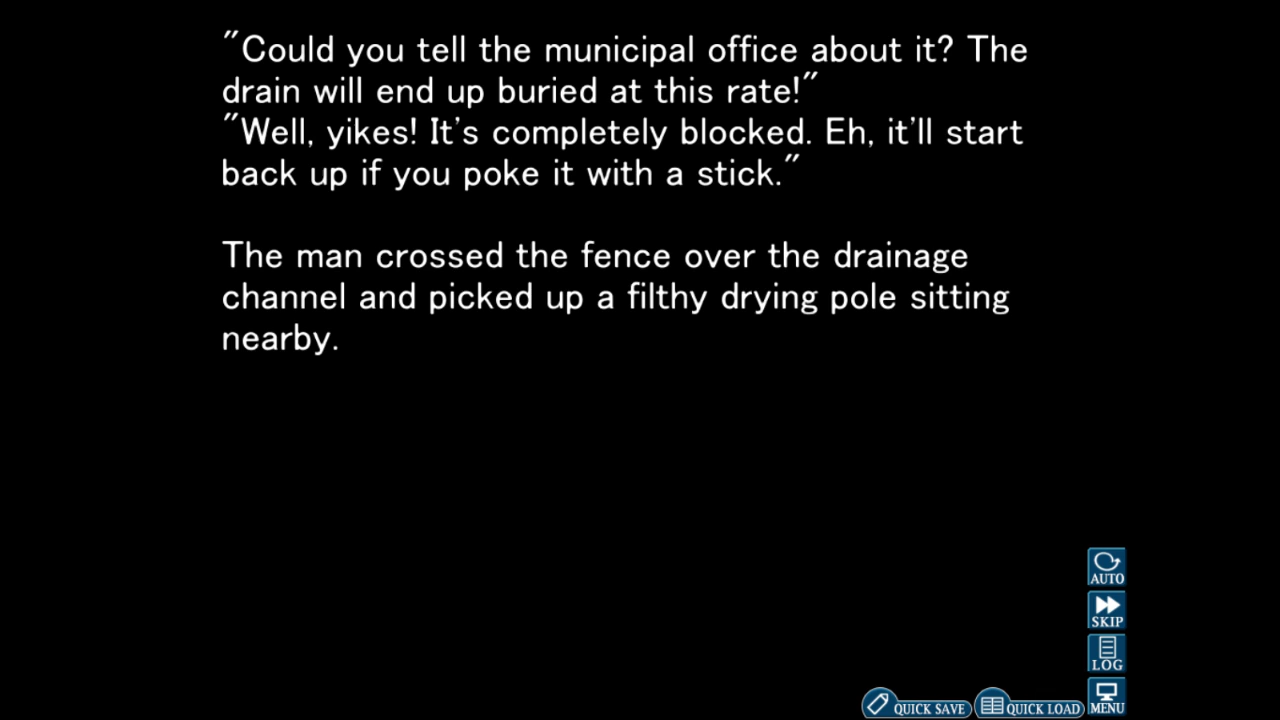 "Could you tell the municipal office about it? The
drain will end up buried at this rate!"
"Well, yikes! It's completely blocked. Eh, it'll start
back up if you poke it with a stick."
The man crossed the fence over the drainage
channel and picked up a filthy drying pole sitting
nearby.
AUTO
SKIP
LOG
QUICK SAVE
QUICK LOAD
MENU